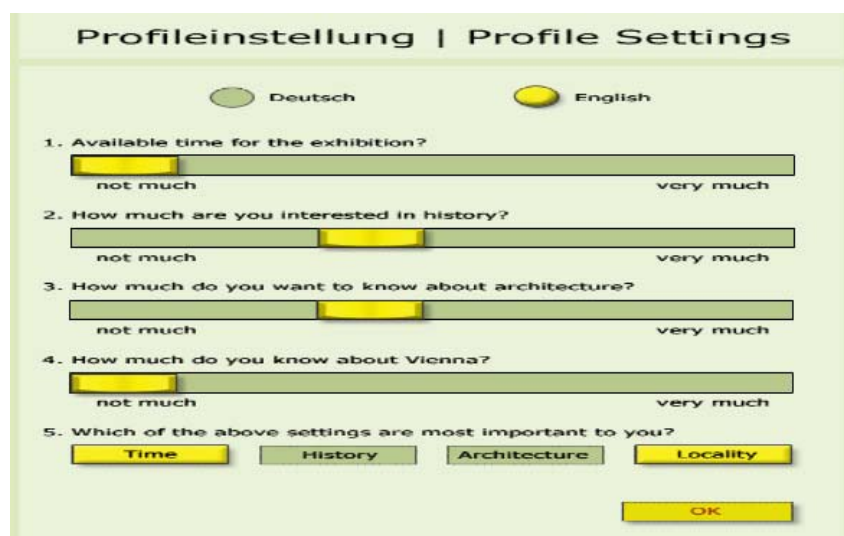 Profileinstellung | Profile Settings
Deutsch English
1. Available time for the exhibition?
not much very much
2. How much are you interested in history?
not much very much
3. How much do you want to know about architecture?
not much very much
4. How much do you know about Vienna?
not much very much
5. Which of the above settings are most important to you?
Time History Architecture Locality
OK